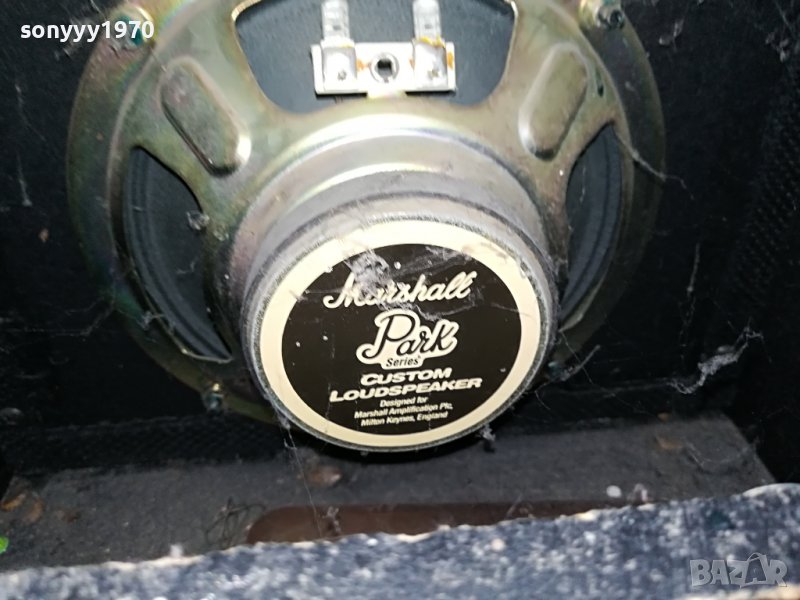 sonyyy1970
Marshall
Park
Series
CUSTOM
LOUDSPEAKER
Designed for
Marshall Amplification Plc,
Milton Keynes, England
BAZAR